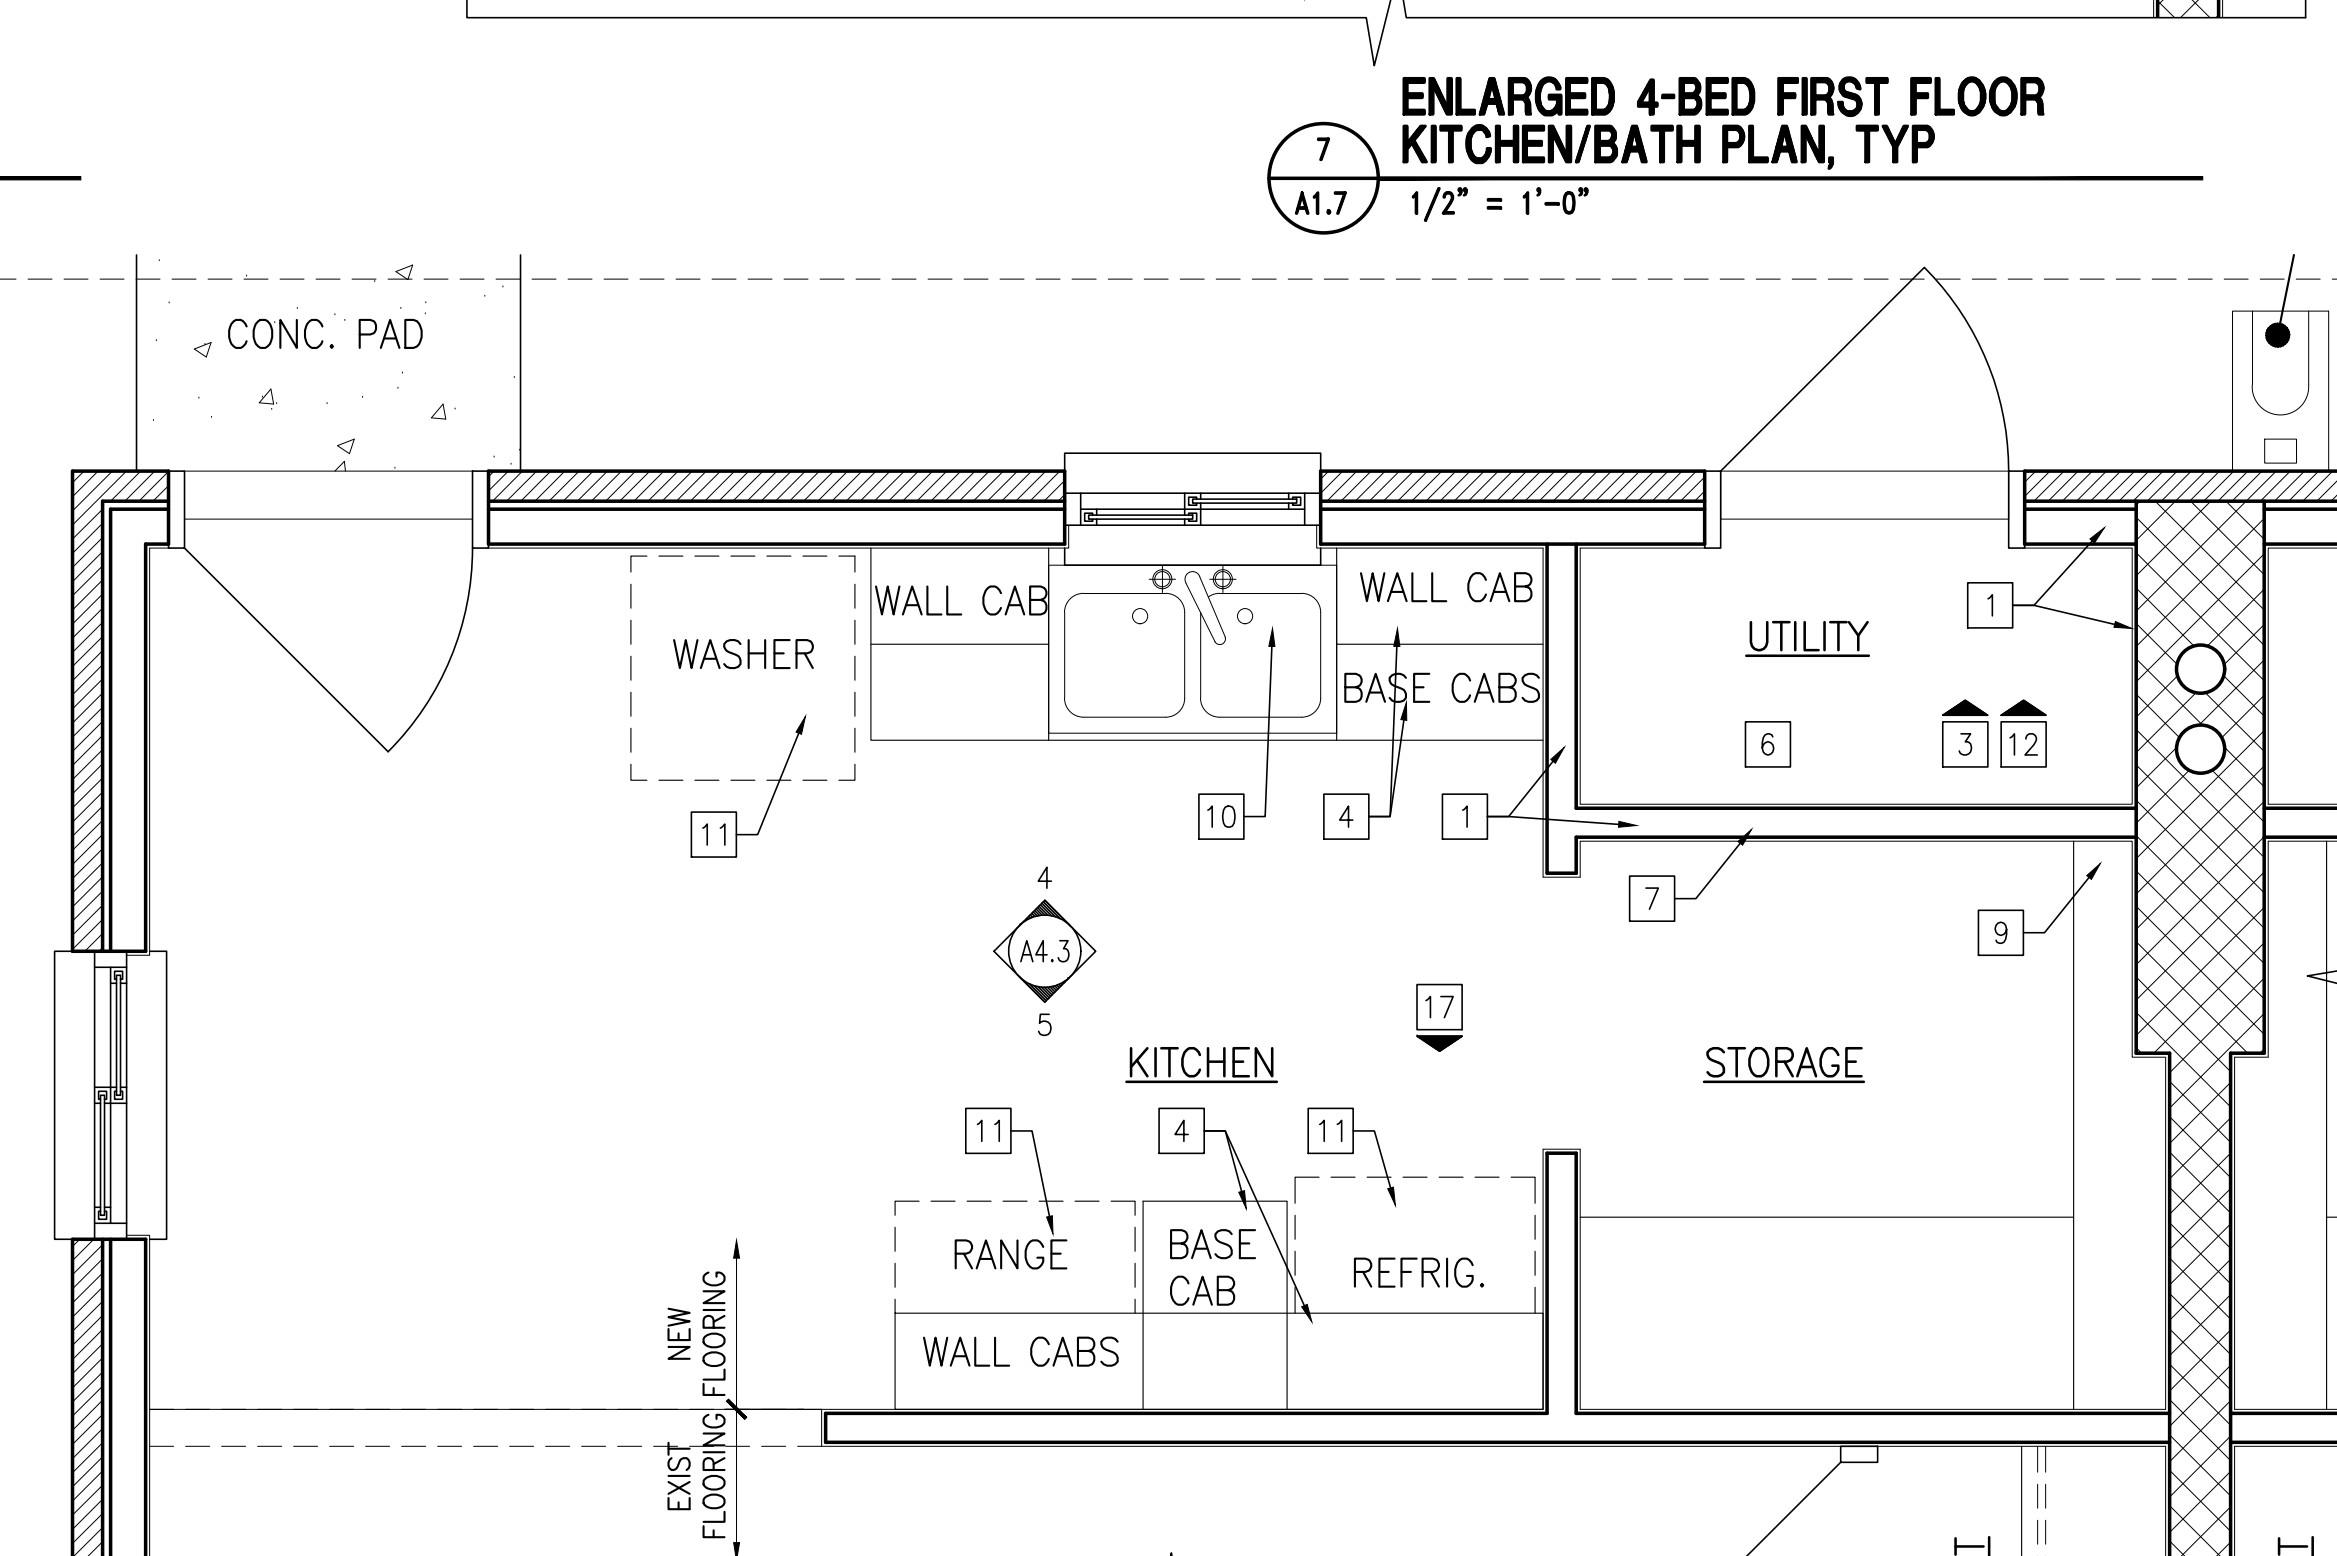 ENLARGED 4-BED FIRST FLOOR
KITCHEN/BATH PLAN, TYP
7
A1.7
1/2" = 1'-0"
CONC. PAD
WALL CAB
WALL CAB
WASHER
UTILITY
1
BASE CABS
6
3
12
11
10
4
1
7
9
4
A4.3
5
17
KITCHEN
STORAGE
11
4
11
RANGE
BASE
CAB
REFRIG.
WALL CABS
NEW
FLOORING
EXIST
FLOORING